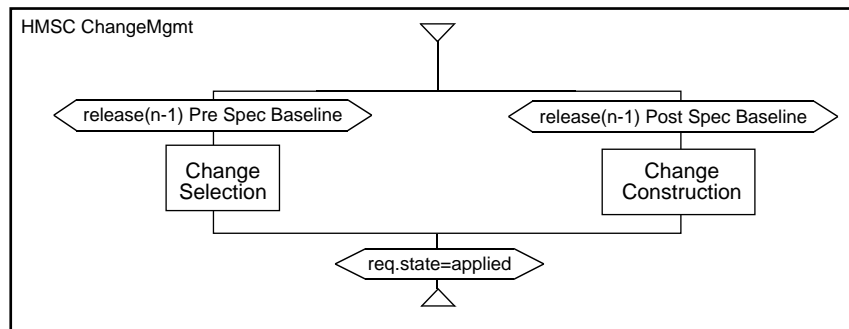 HMSC ChangeMgmt
release(n-1) Pre Spec Baseline
release(n-1) Post Spec Baseline
Change
Selection
Change
Construction
req.state=applied